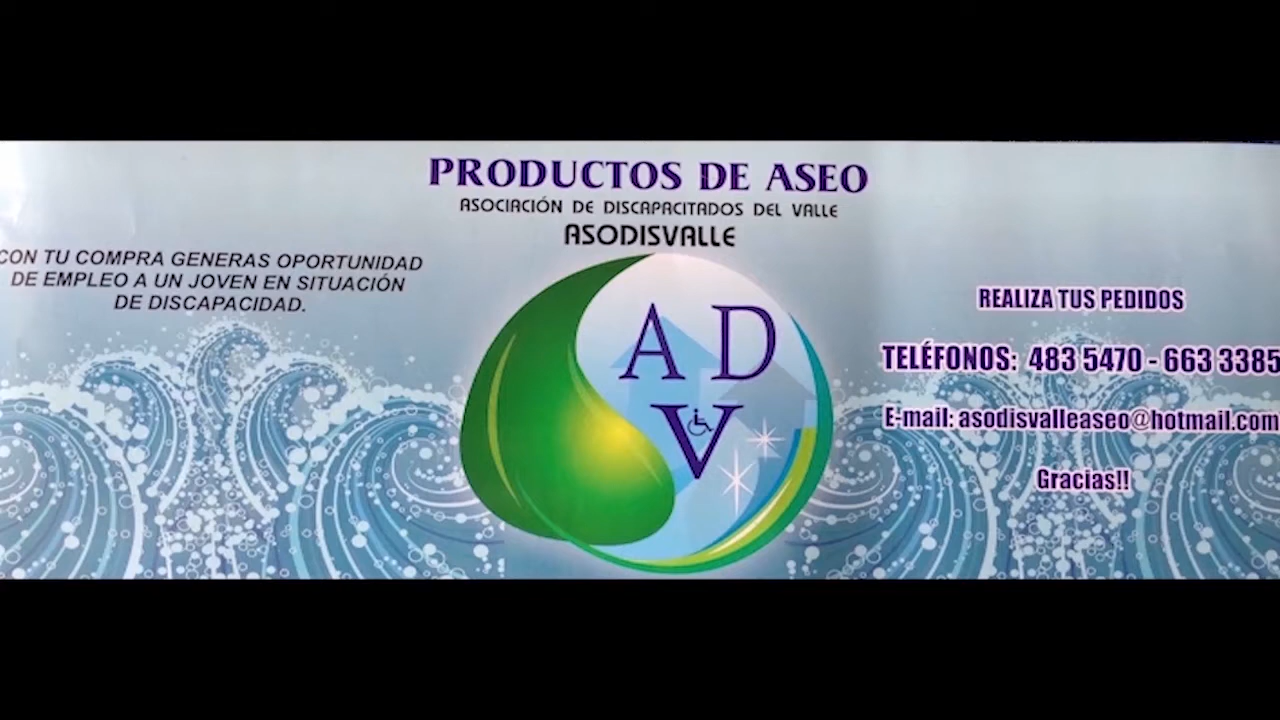 PRODUCTOS DE ASEO
ASOCIACIÓN DE DISCAPACITADOS DEL VALLE
ASODISVALLE
CON TU COMPRA GENERAS OPORTUNIDAD
DE EMPLEO A UN JOVEN EN SITUACIÓN
DE DISCAPACIDAD.
A D
V
REALIZA TUS PEDIDOS
TELÉFONOS: 483 5470 - 663 3385
E-mail: asodisvalleaseo@hotmail.com
Gracias!!